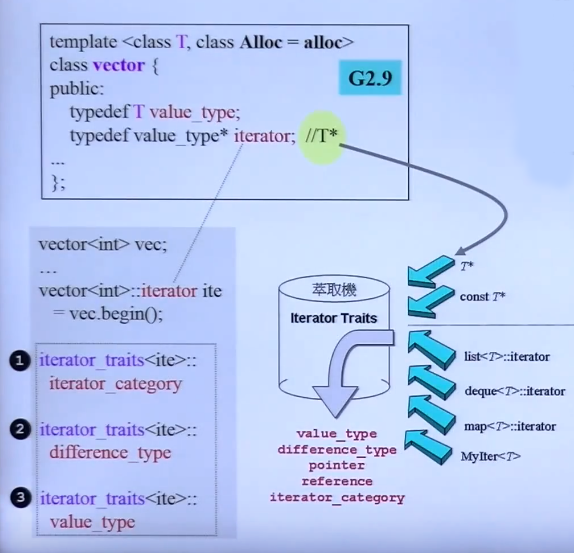 template <class T, class Alloc = alloc>
class vector {
public:
typedef T value_type;
typedef value_type* iterator; //T*
...
};
G2.9
vector<int> vec;
...
vector<int>::iterator ite
= vec.begin();
1 iterator_traits<ite>::
iterator_category
2 iterator_traits<ite>::
difference_type
3 iterator_traits<ite>::
value_type
萃取機
Iterator Traits
value_type
difference_type
pointer
reference
iterator_category
T*
const T*
list<T>::iterator
deque<T>::iterator
map<T>::iterator
MyIter<T>